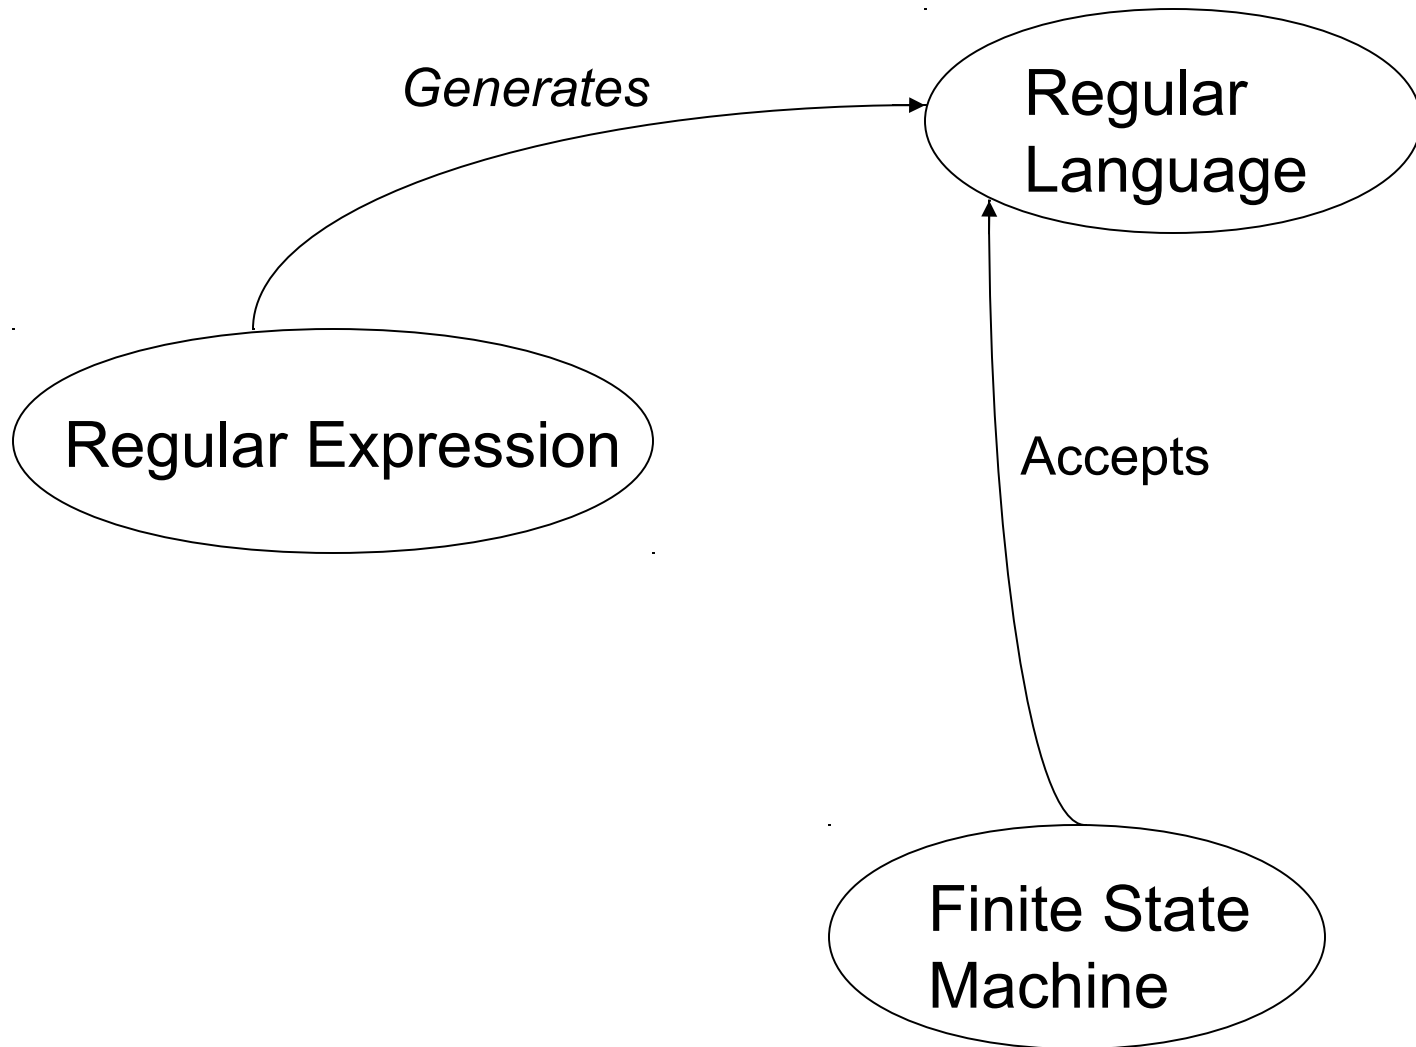 Generates
Regular
Language
Regular Expression
Accepts
Finite State
Machine